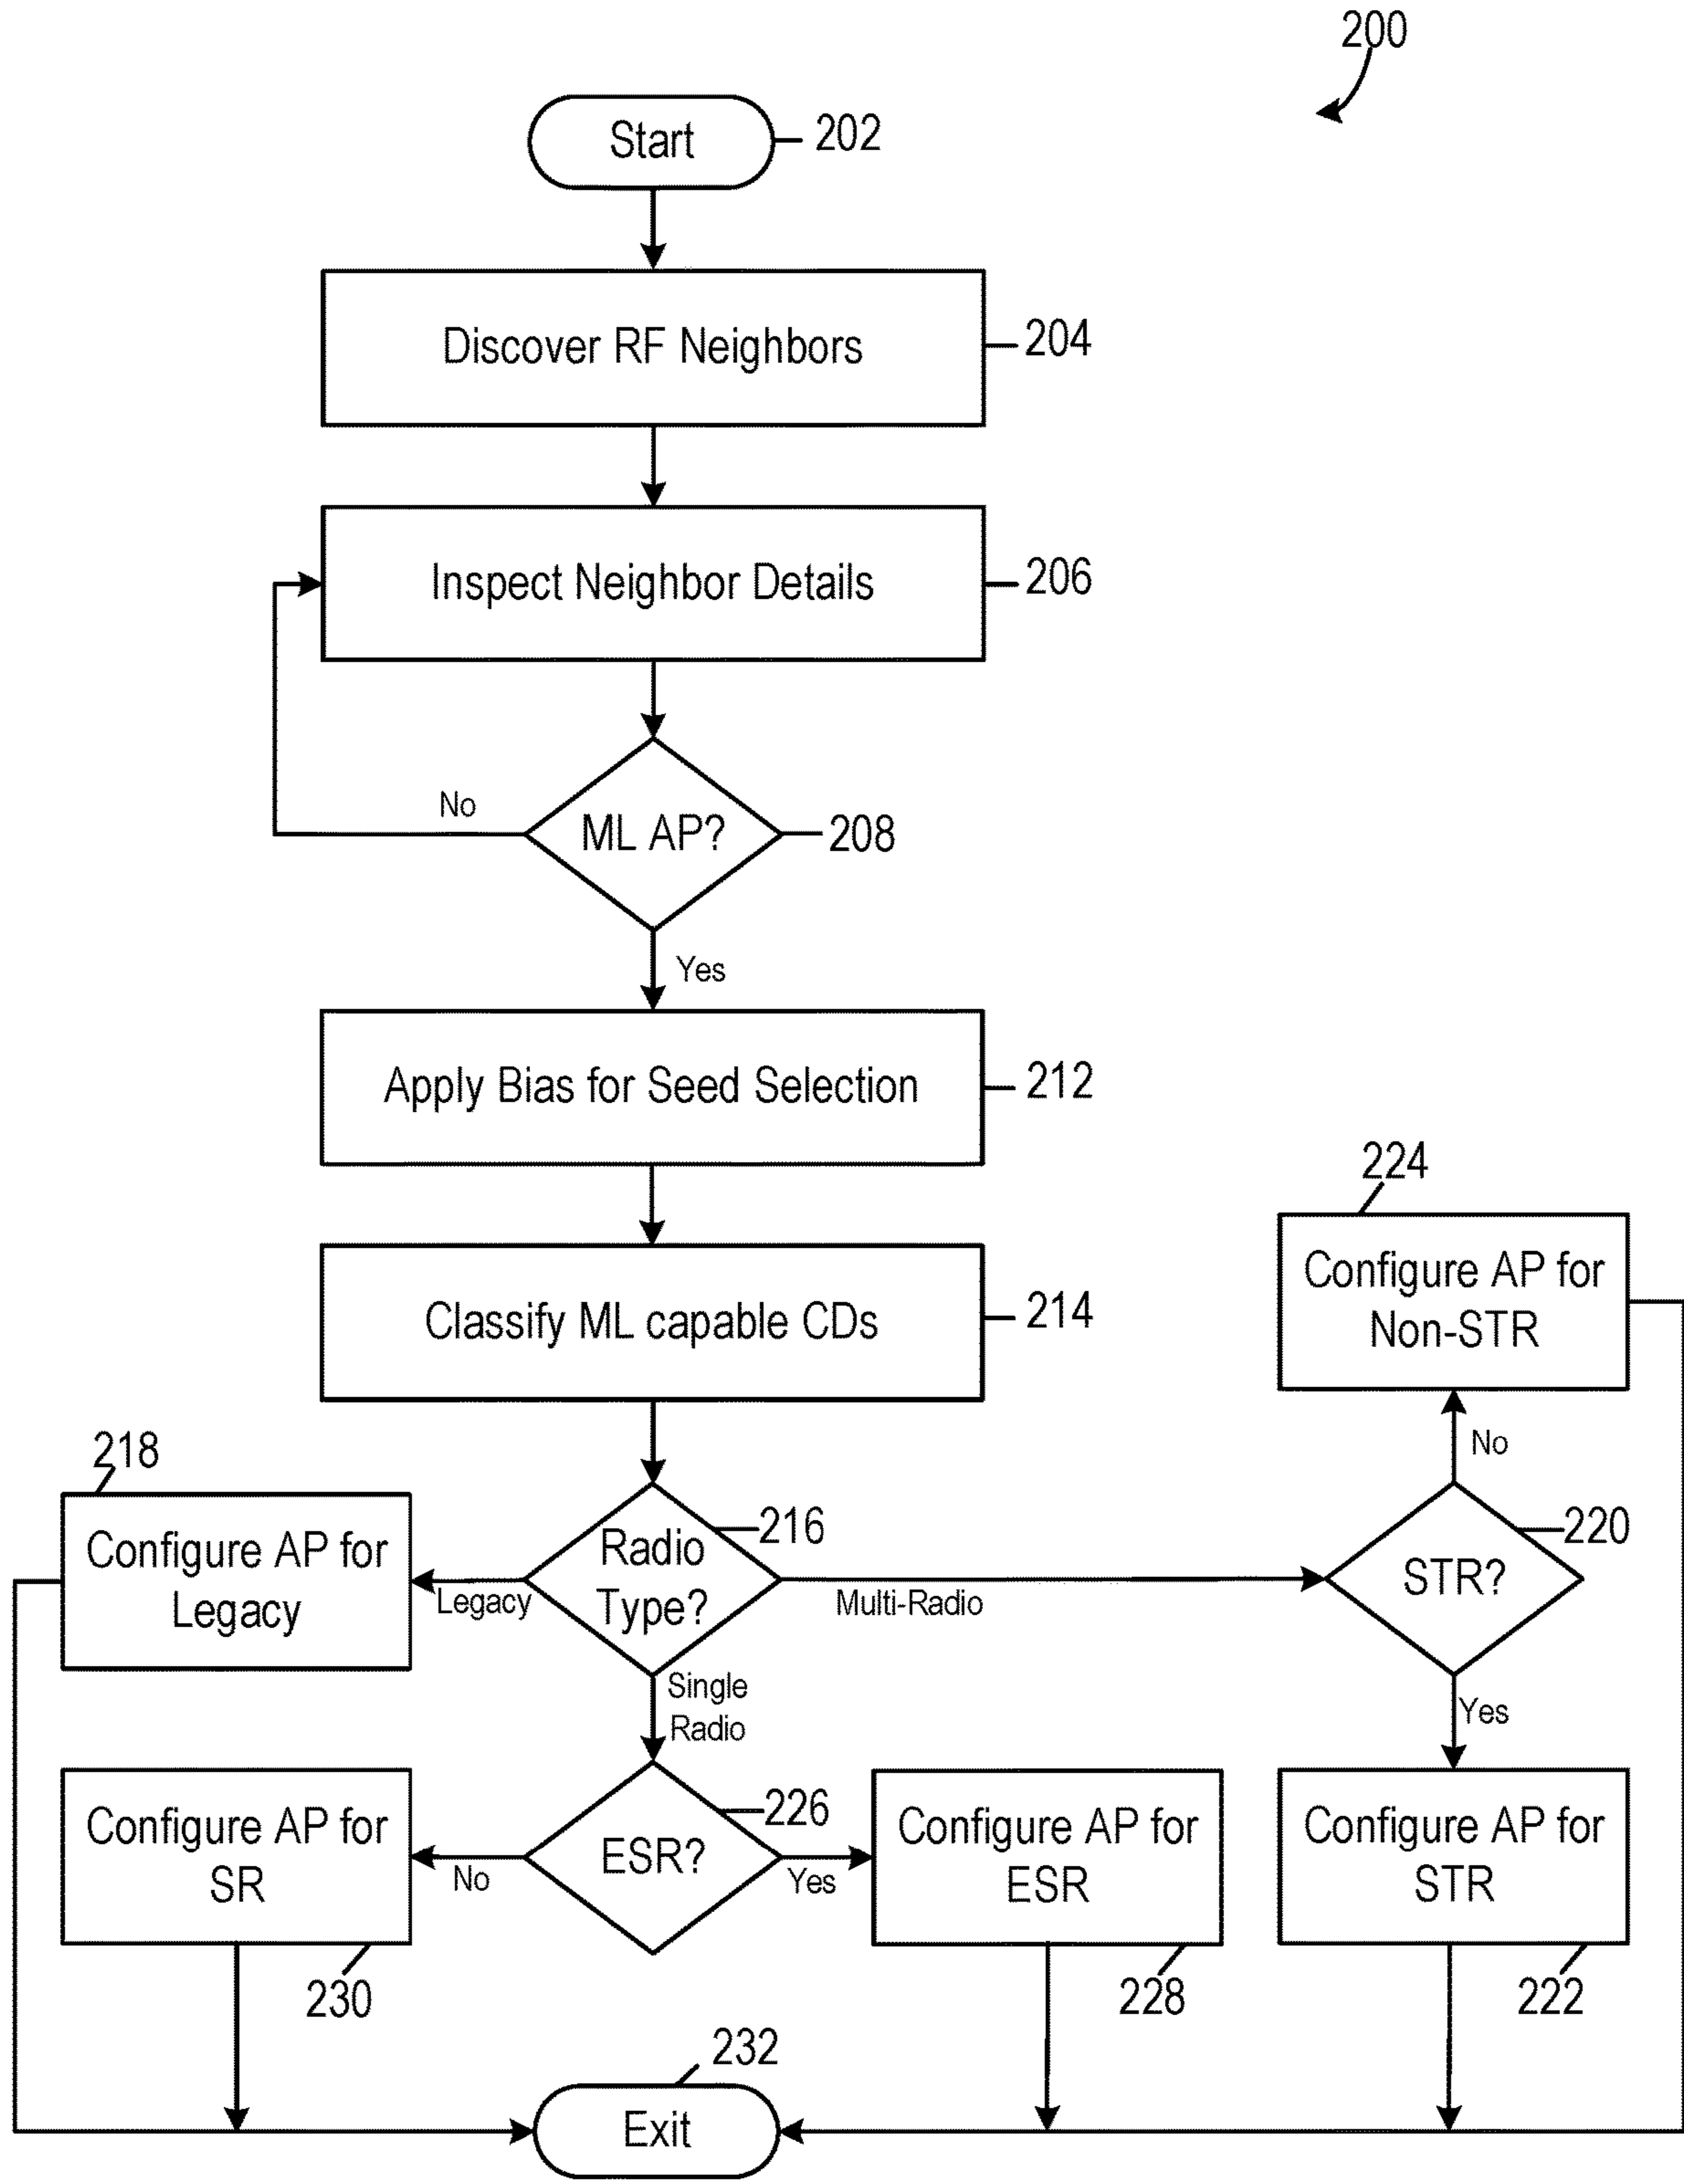 200
Start
202
Discover RF Neighbors
204
Inspect Neighbor Details
206
No
ML AP?
208
Yes
Apply Bias for Seed Selection
212
Classify ML capable CDs
214
224
Configure AP for
Non-STR
No
218
Configure AP for
Legacy
Legacy
Radio
Type?
216
Multi-Radio
STR?
220
Single
Radio
Yes
Configure AP for
SR
230
No
ESR?
226
Yes
Configure AP for
ESR
228
Configure AP for
STR
222
232
Exit